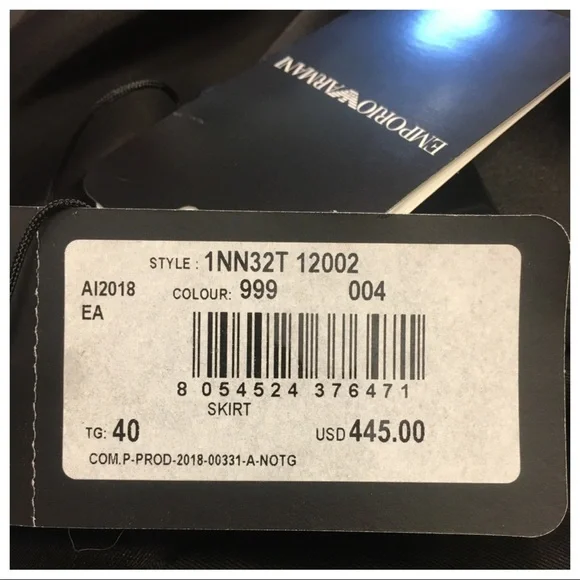 EMPORIO ARMANI
STYLE : 1NN32T 12002
AI2018 COLOUR: 999 004
EA
8 054524 376471
SKIRT
TG: 40 USD 445.00
COM.P-PROD-2018-00331-A-NOTG